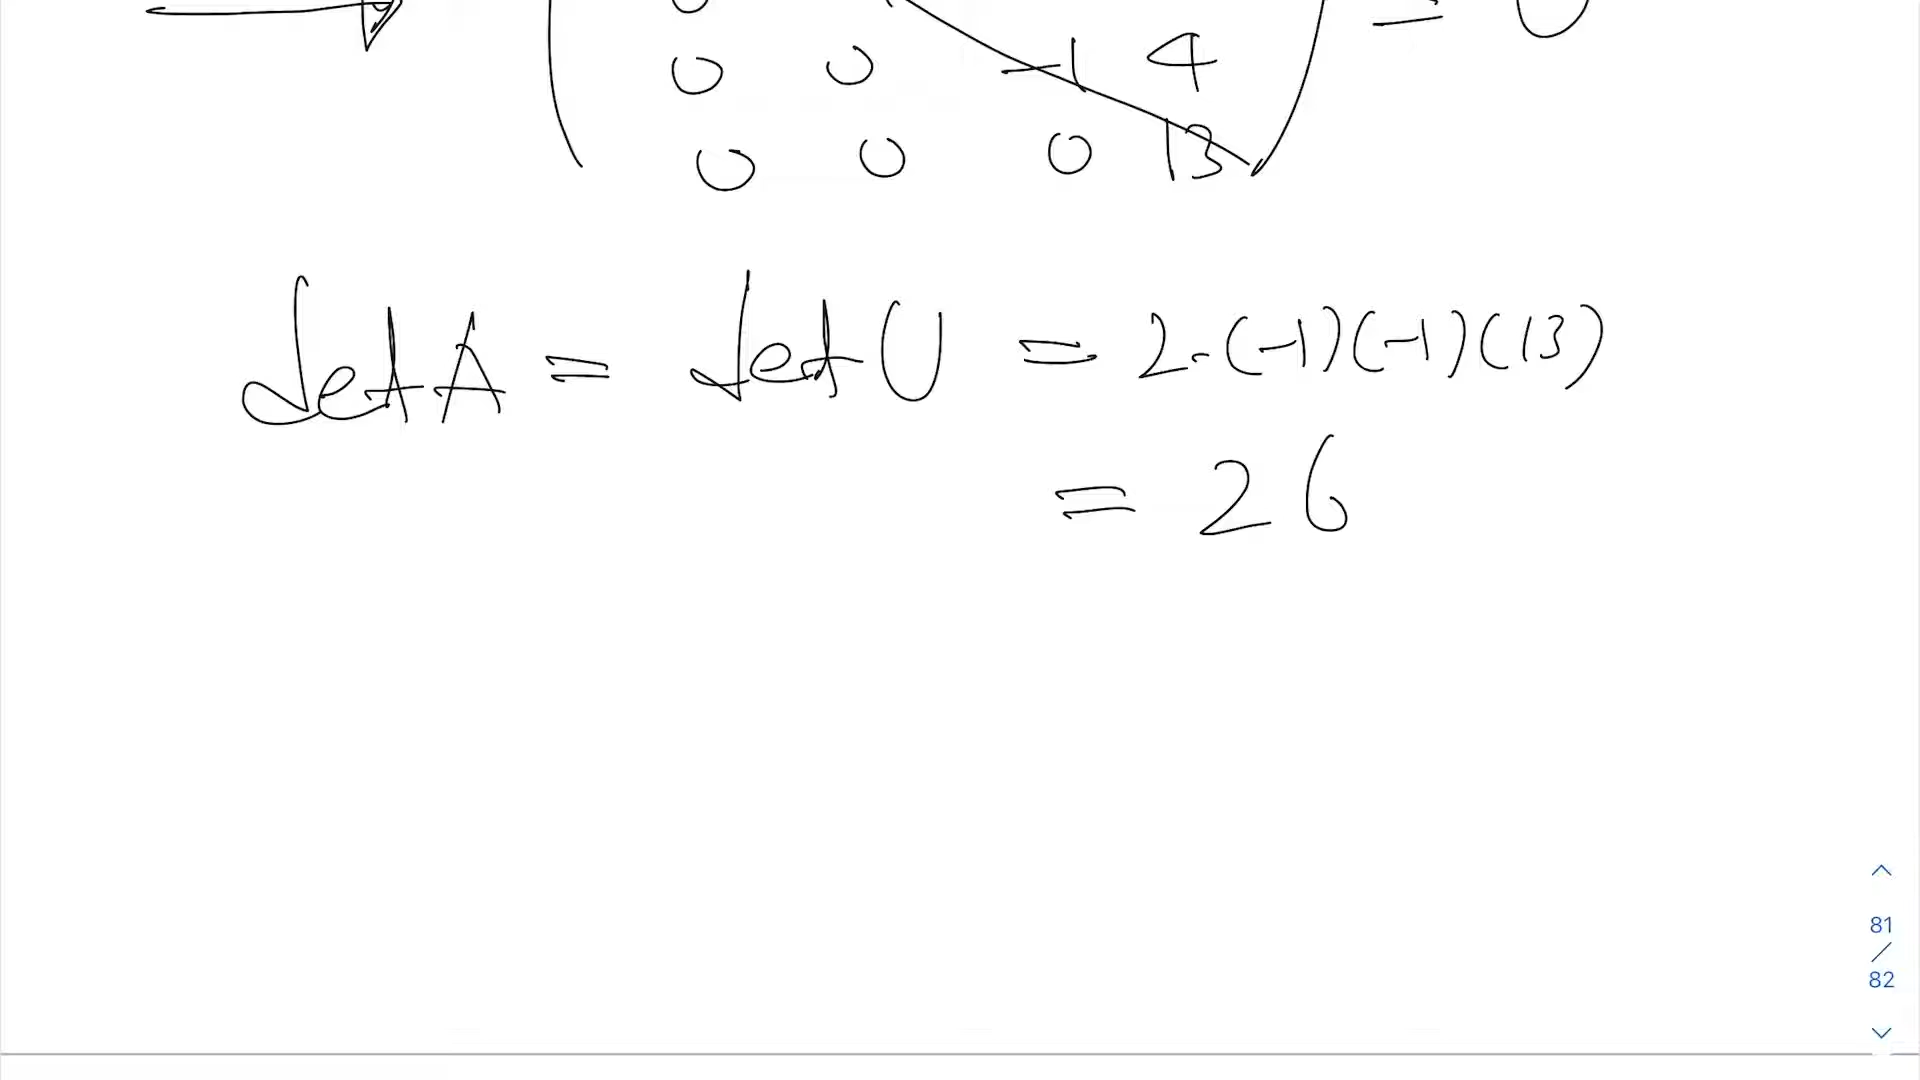 = U
0 0 -1 4
0 0 0 13
det A = det U = 2·(-1)(-1)(13)
= 26
81
/
82